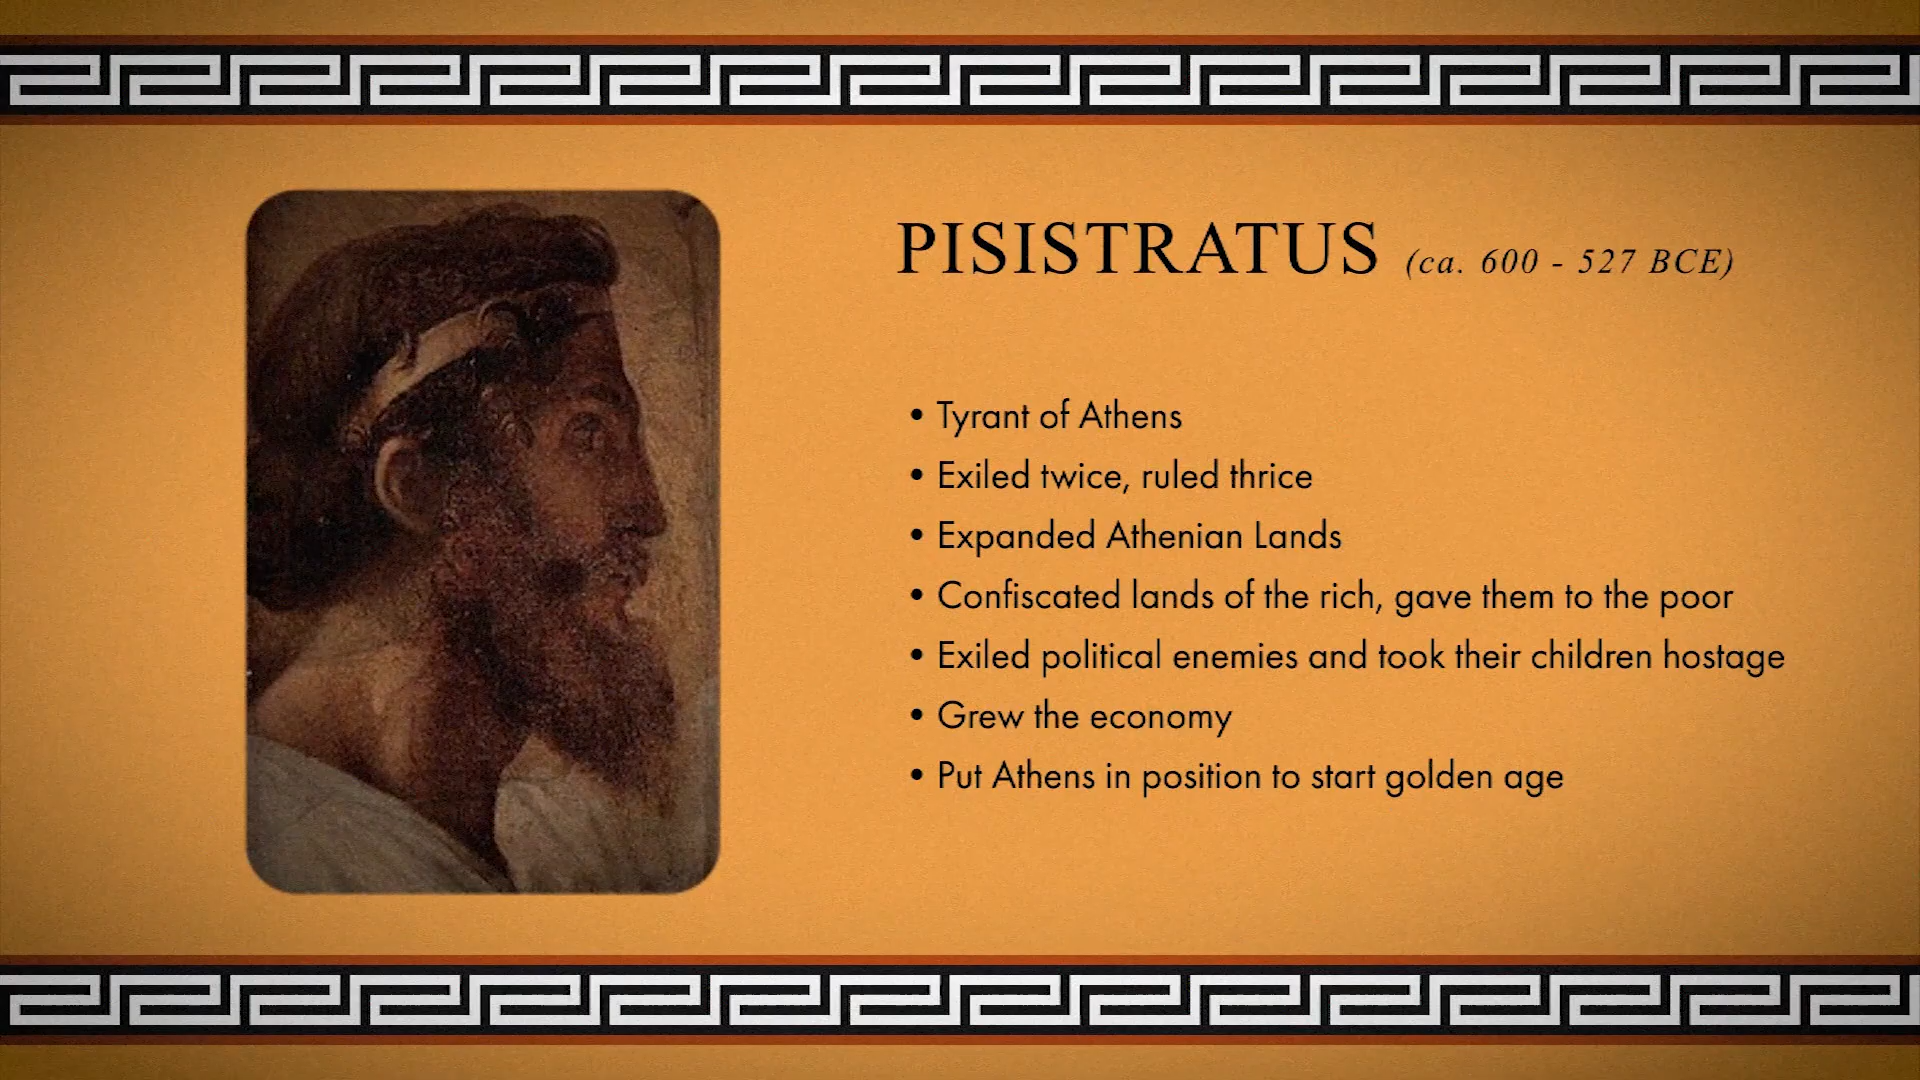 PISISTRATUS (ca. 600 - 527 BCE)
• Tyrant of Athens
• Exiled twice, ruled thrice
• Expanded Athenian Lands
• Confiscated lands of the rich, gave them to the poor
• Exiled political enemies and took their children hostage
• Grew the economy
• Put Athens in position to start golden age